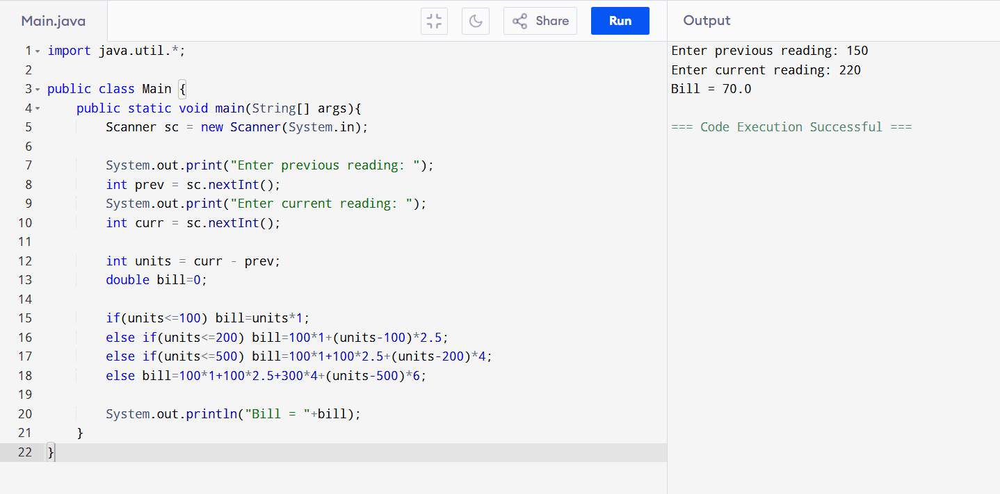 Main.java
Share
Run
Output
1 import java.util.*;
2
3 public class Main {
4     public static void main(String[] args){
5         Scanner sc = new Scanner(System.in);
6
7         System.out.print("Enter previous reading: ");
8         int prev = sc.nextInt();
9         System.out.print("Enter current reading: ");
10         int curr = sc.nextInt();
11
12         int units = curr - prev;
13         double bill=0;
14
15         if(units<=100) bill=units*1;
16         else if(units<=200) bill=100*1+(units-100)*2.5;
17         else if(units<=500) bill=100*1+100*2.5+(units-200)*4;
18         else bill=100*1+100*2.5+300*4+(units-500)*6;
19
20         System.out.println("Bill = "+bill);
21     }
22 }
Enter previous reading: 150
Enter current reading: 220
Bill = 70.0
=== Code Execution Successful ===